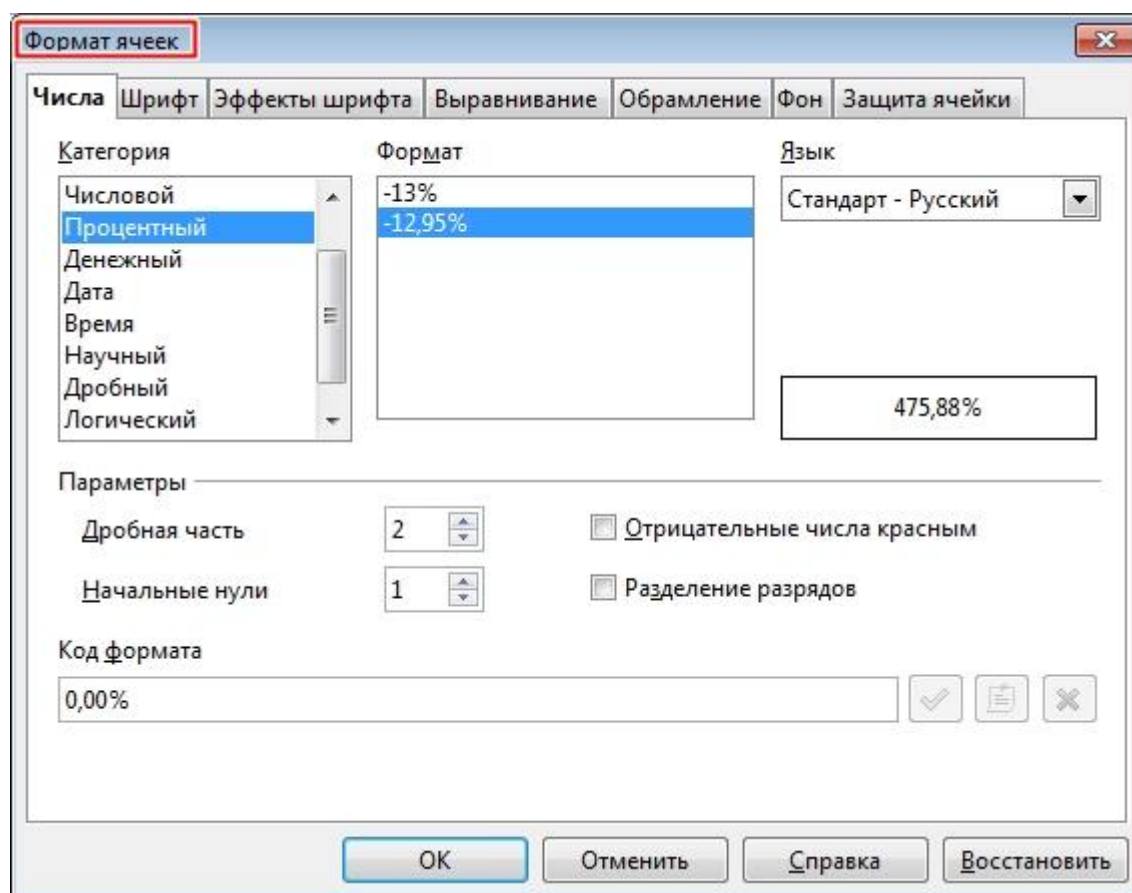 Формат ячеек
Числа Шрифт Эффекты шрифта Выравнивание Обрамление Фон Защита ячейки
Категория Формат Язык
Числовой -13% Стандарт - Русский
Процентный -12,95%
Денежный
Дата
Время
Научный
Дробный
Логический 475,88%
Параметры
Дробная часть 2 Отрицательные числа красным
Начальные нули 1 Разделение разрядов
Код формата
0,00%
ОК Отменить Справка Восстановить